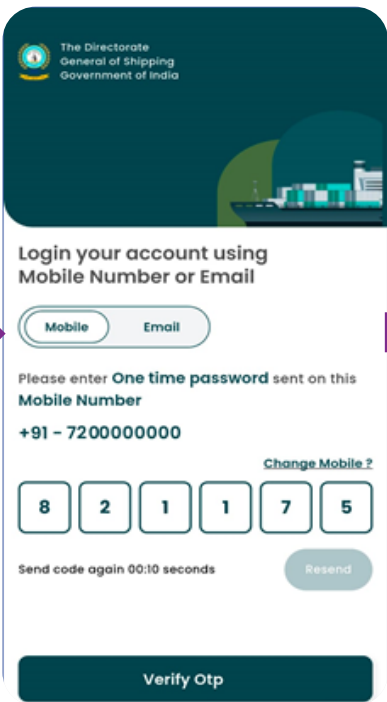 The Directorate
General of Shipping
Government of India
Login your account using
Mobile Number or Email
Mobile Email
Please enter One time password sent on this
Mobile Number
+91 - 7200000000
Change Mobile ?
8 2 1 1 7 5
Send code again 00:10 seconds Resend
Verify Otp